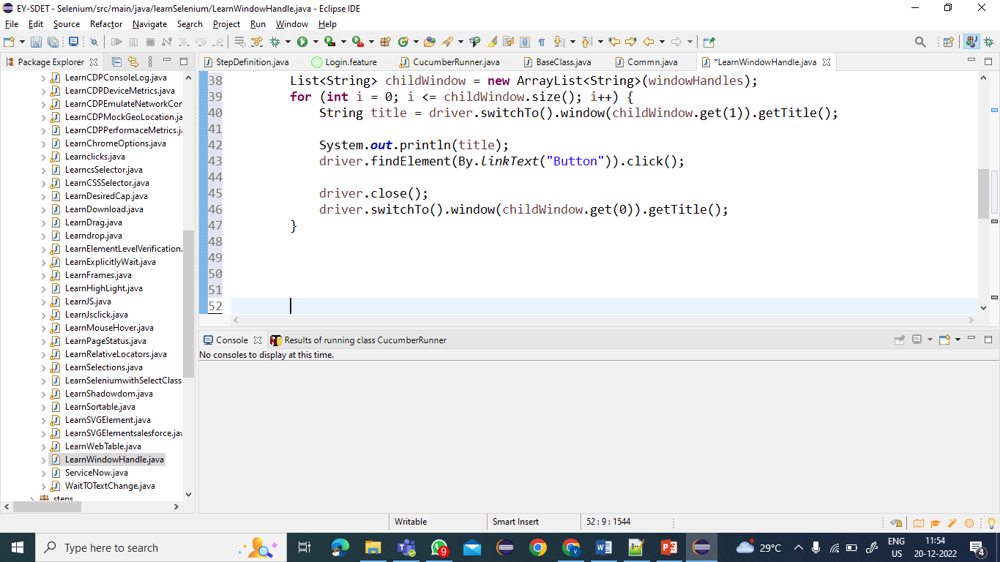 EY-SDET - Selenium/src/main/java/learnSelenium/LearnWindowHandle.java - Eclipse IDE
File Edit Source Refactor Navigate Search Project Run Window Help
Package Explorer
StepDefinition.java Login.feature CucumberRunner.java BaseClass.java Commn.java *LearnWindowHandle.java
LearnCDPConsoleLog.java
LearnCDPDeviceMetrics.java
LearnCDPEmulateNetworkCon
LearnCDPMockGeoLocation.ja
LearnCDPPerformaceMetrics.j
LearnChromeOptions.java
Learnclicks.java
LearncsSelector.java
LearnCSSSelector.java
LearnDesiredCap.java
LearnDownload.java
LearnDrag.java
Learndrop.java
LearnElementLevelVerification.
LearnExplicitlyWait.java
LearnFrames.java
LearnHighLight.java
LearnJS.java
LearnJsclick.java
LearnMouseHover.java
LearnPageStatus.java
LearnRelativeLocators.java
LearnSelections.java
LearnSeleniumwithSelectClass
LearnShadowdom.java
LearnSortable.java
LearnSVGElement.java
LearnSVGElementsalesforce.jav
LearnWebTable.java
LearnWindowHandle.java
ServiceNow.java
WaitTOTextChange.java
steps
38 List<String> childWindow = new ArrayList<String>(windowHandles);
39 for (int i = 0; i <= childWindow.size(); i++) {
40 String title = driver.switchTo().window(childWindow.get(1)).getTitle();
41
42 System.out.println(title);
43 driver.findElement(By.linkText("Button")).click();
44
45 driver.close();
46 driver.switchTo().window(childWindow.get(0)).getTitle();
47 }
48
49
50
51
52
Console Results of running class CucumberRunner
No consoles to display at this time.
Writable Smart Insert 52 : 9 : 1544
Type here to search
9
29°C
ENG
US
11:54
20-12-2022
4